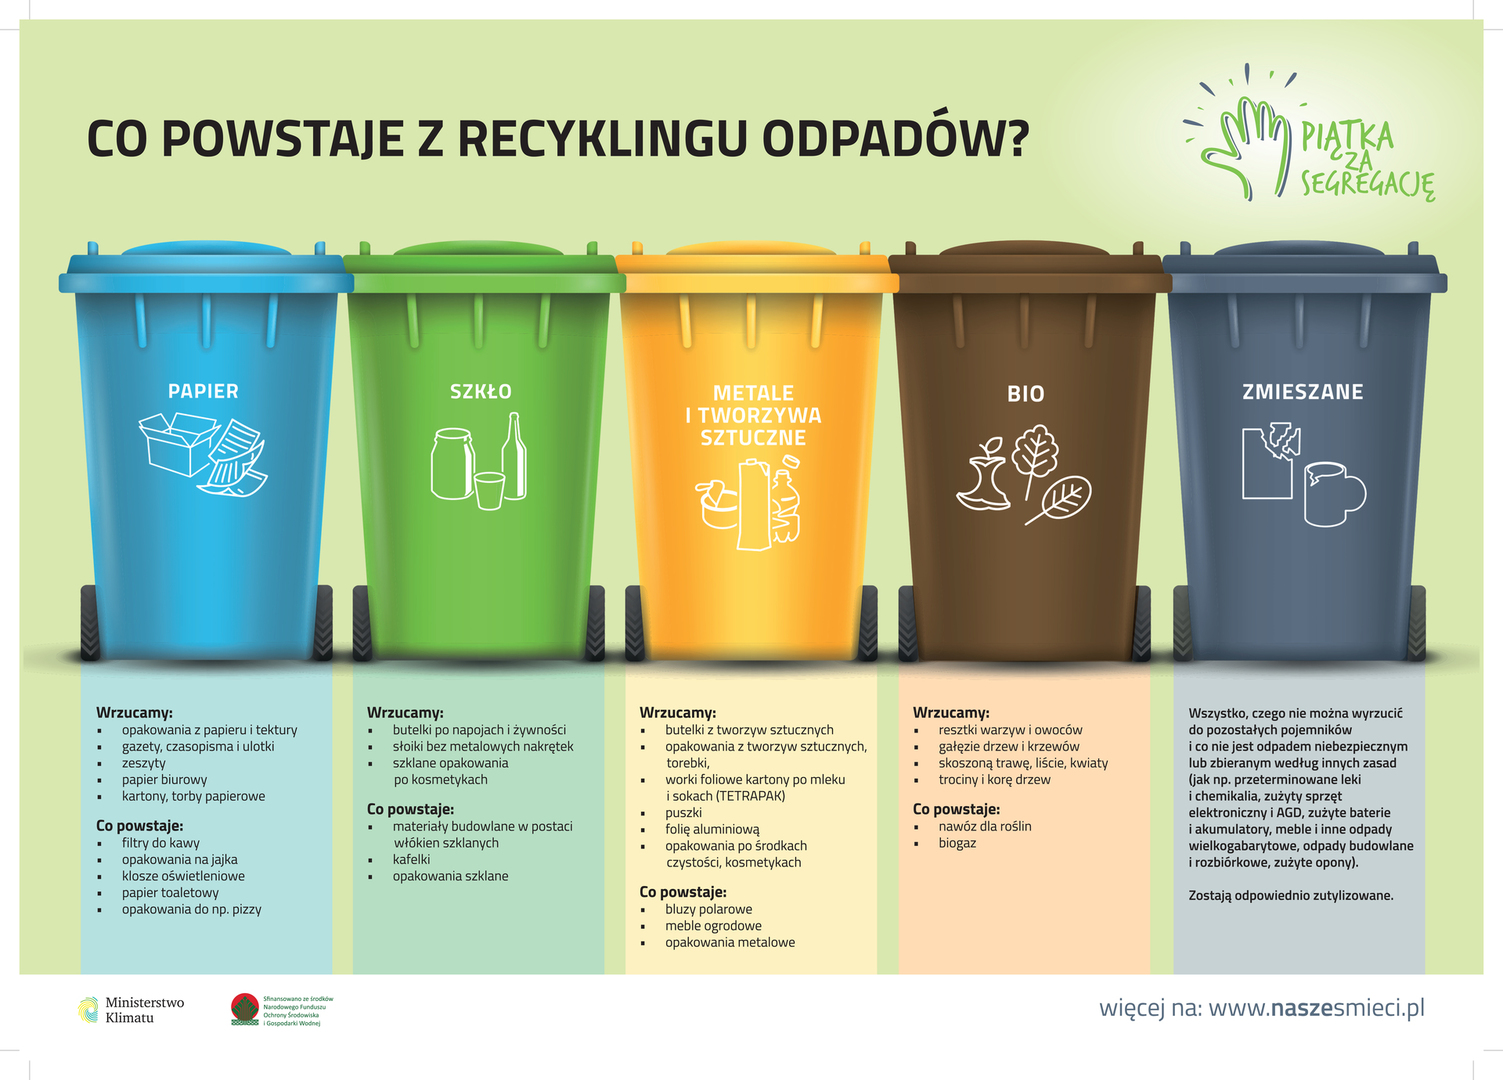 CO POWSTAJE Z RECYKLINGU ODPADÓW?
PIĄTKA
ZA
SEGREGACJĘ
PAPIER
SZKŁO
METALE
I TWORZYWA
SZTUCZNE
BIO
ZMIESZANE
Wrzucamy:
▪ opakowania z papieru i tektury
▪ gazety, czasopisma i ulotki
▪ zeszyty
▪ papier biurowy
▪ kartony, torby papierowe
Co powstaje:
▪ filtry do kawy
▪ opakowania na jajka
▪ klosze oświetleniowe
▪ papier toaletowy
▪ opakowania do np. pizzy
Wrzucamy:
▪ butelki po napojach i żywności
▪ słoiki bez metalowych nakrętek
▪ szklane opakowania
po kosmetykach
Co powstaje:
▪ materiały budowlane w postaci
włókien szklanych
▪ kafelki
▪ opakowania szklane
Wrzucamy:
▪ butelki z tworzyw sztucznych
▪ opakowania z tworzyw sztucznych,
torebki,
▪ worki foliowe kartony po mleku
i sokach (TETRAPAK)
▪ puszki
▪ folię aluminiową
▪ opakowania po środkach
czystości, kosmetykach
Co powstaje:
▪ bluzy polarowe
▪ meble ogrodowe
▪ opakowania metalowe
Wrzucamy:
▪ resztki warzyw i owoców
▪ gałęzie drzew i krzewów
▪ skoszoną trawę, liście, kwiaty
▪ trociny i korę drzew
Co powstaje:
▪ nawóz dla roślin
▪ biogaz
Wszystko, czego nie można wyrzucić
do pozostałych pojemników
i co nie jest odpadem niebezpiecznym
lub zbieranym według innych zasad
(jak np. przeterminowane leki
i chemikalia, zużyty sprzęt
elektroniczny i AGD, zużyte baterie
i akumulatory, meble i inne odpady
wielkogabarytowe, odpady budowlane
i rozbiórkowe, zużyte opony).
Zostają odpowiednio zutylizowane.
Ministerstwo
Klimatu
Sfinansowano ze środków
Narodowego Funduszu
Ochrony Środowiska
i Gospodarki Wodnej
więcej na: www.naszesmieci.pl